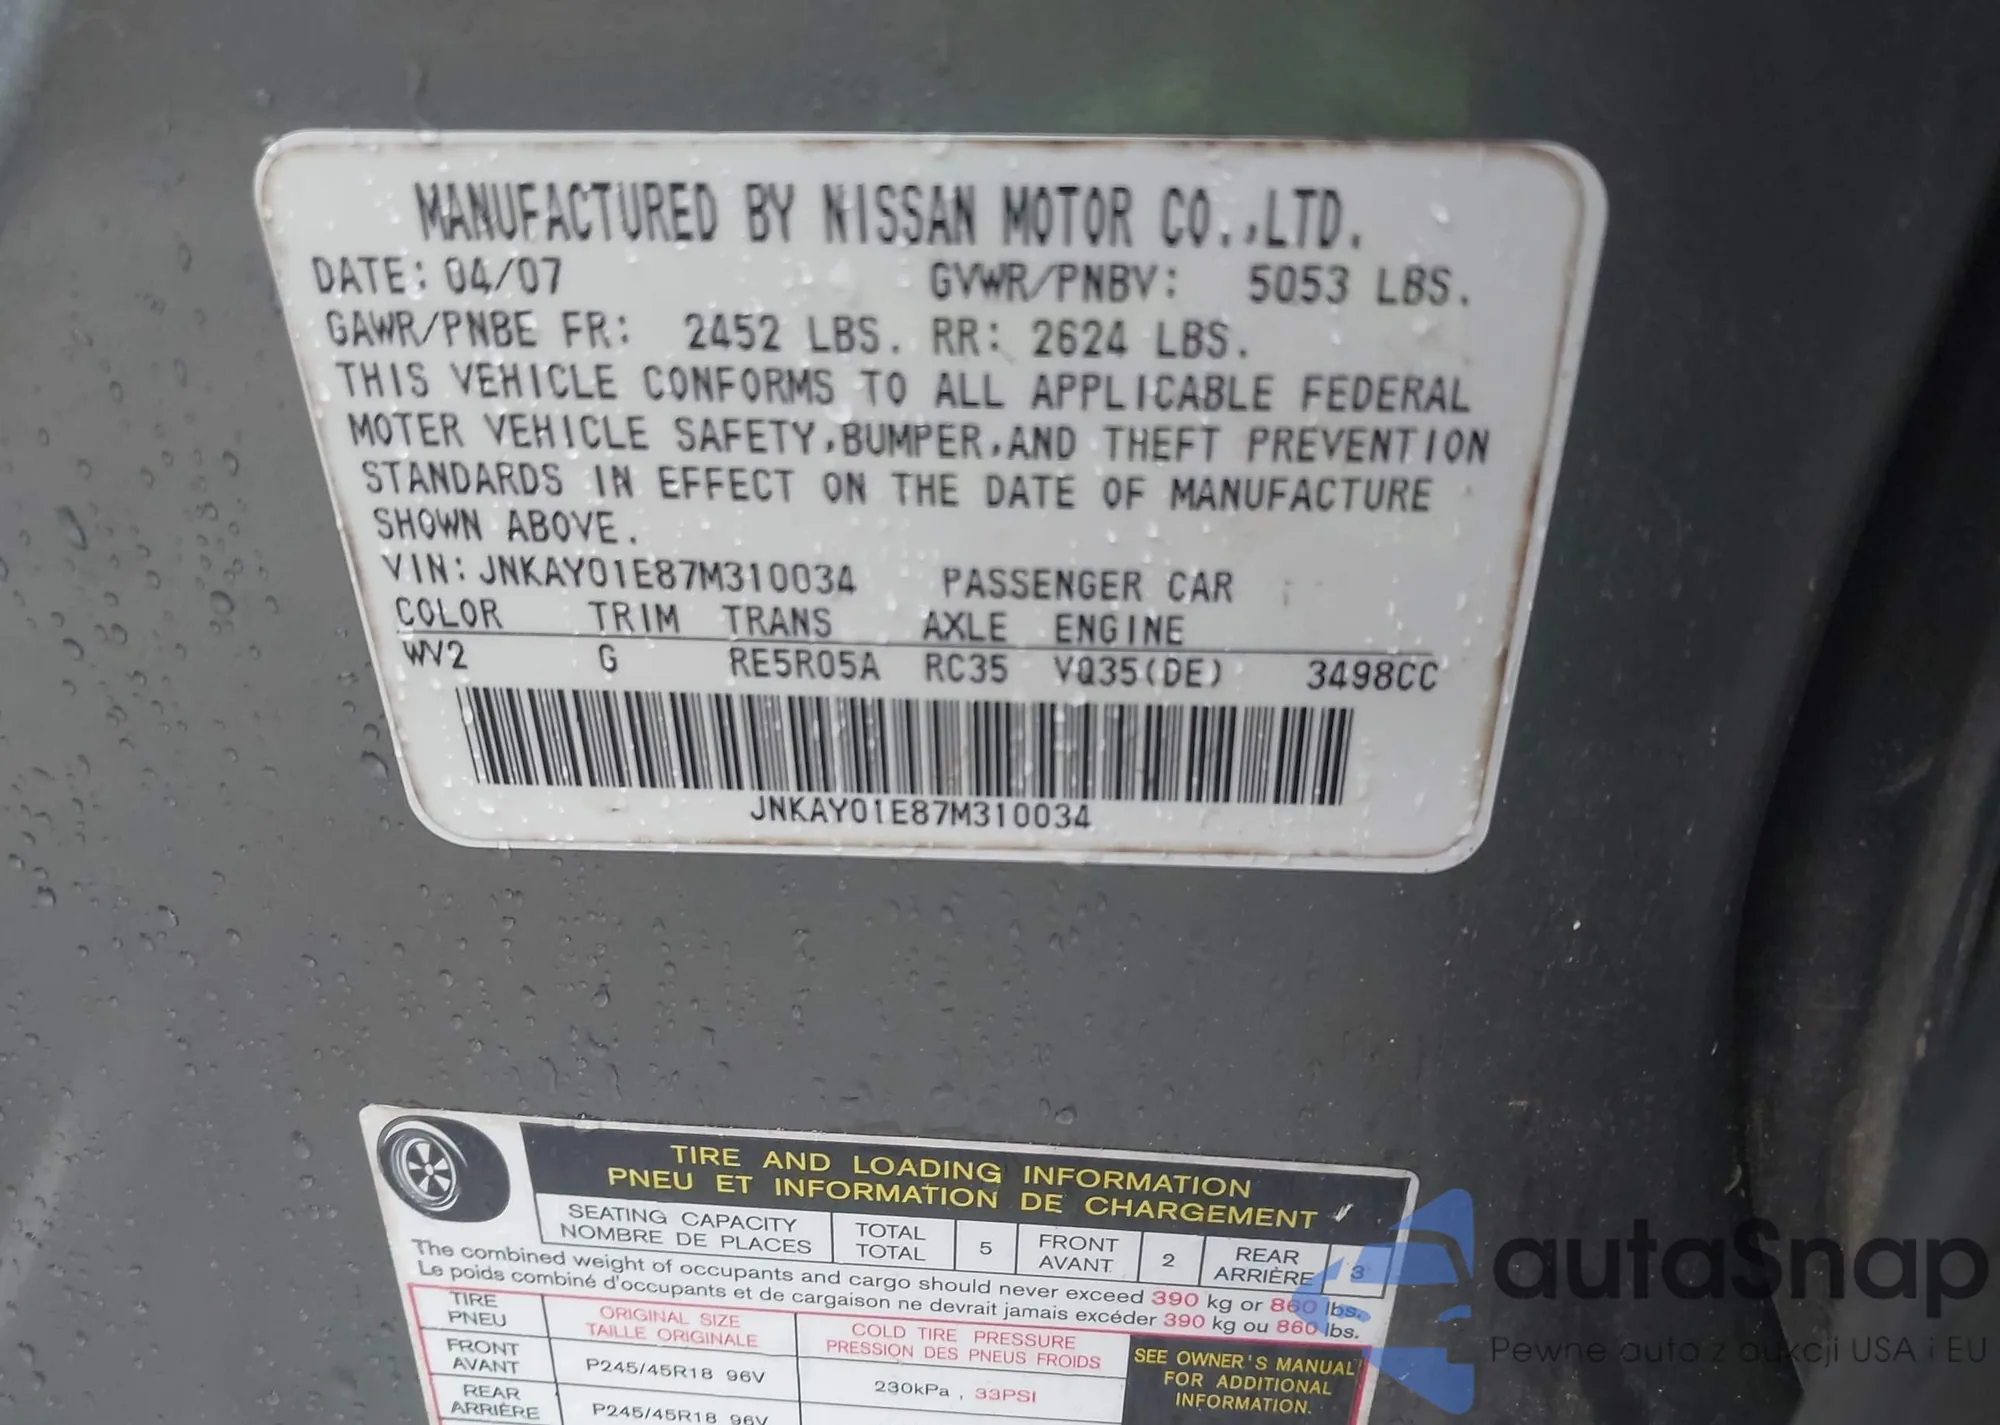 MANUFACTURED BY NISSAN MOTOR CO.,LTD.
DATE: 04/07 GVWR/PNBV: 5053 LBS.
GAWR/PNBE FR: 2452 LBS. RR: 2624 LBS.
THIS VEHICLE CONFORMS TO ALL APPLICABLE FEDERAL
MOTER VEHICLE SAFETY,BUMPER,AND THEFT PREVENTION
STANDARDS IN EFFECT ON THE DATE OF MANUFACTURE
SHOWN ABOVE.
VIN: JNKAY01E87M310034 PASSENGER CAR
COLOR TRIM TRANS AXLE ENGINE
WV2 G RE5R05A RC35 VQ35(DE) 3498CC
JNKAY01E87M310034
TIRE AND LOADING INFORMATION
PNEU ET INFORMATION DE CHARGEMENT
SEATING CAPACITY TOTAL 5 FRONT 2 REAR 3
NOMBRE DE PLACES TOTAL AVANT ARRIÈRE
The combined weight of occupants and cargo should never exceed 390 kg or 860 lbs.
Le poids combiné d'occupants et de cargaison ne devrait jamais excéder 390 kg ou 860 lbs.
TIRE ORIGINAL SIZE COLD TIRE PRESSURE
PNEU TAILLE ORIGINALE PRESSION DES PNEUS FROIDS
FRONT
AVANT P245/45R18 96V 230kPa , 33PSI
REAR
ARRIÈRE P245/45R18 96V
SEE OWNER'S MANUAL
FOR ADDITIONAL
INFORMATION.
autaSnap
Pewne auto z aukcji USA i EU